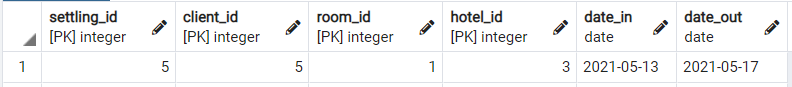 settling_id client_id room_id hotel_id date_in date_out
[PK] integer [PK] integer [PK] integer [PK] integer date date
1 5 5 1 3 2021-05-13 2021-05-17